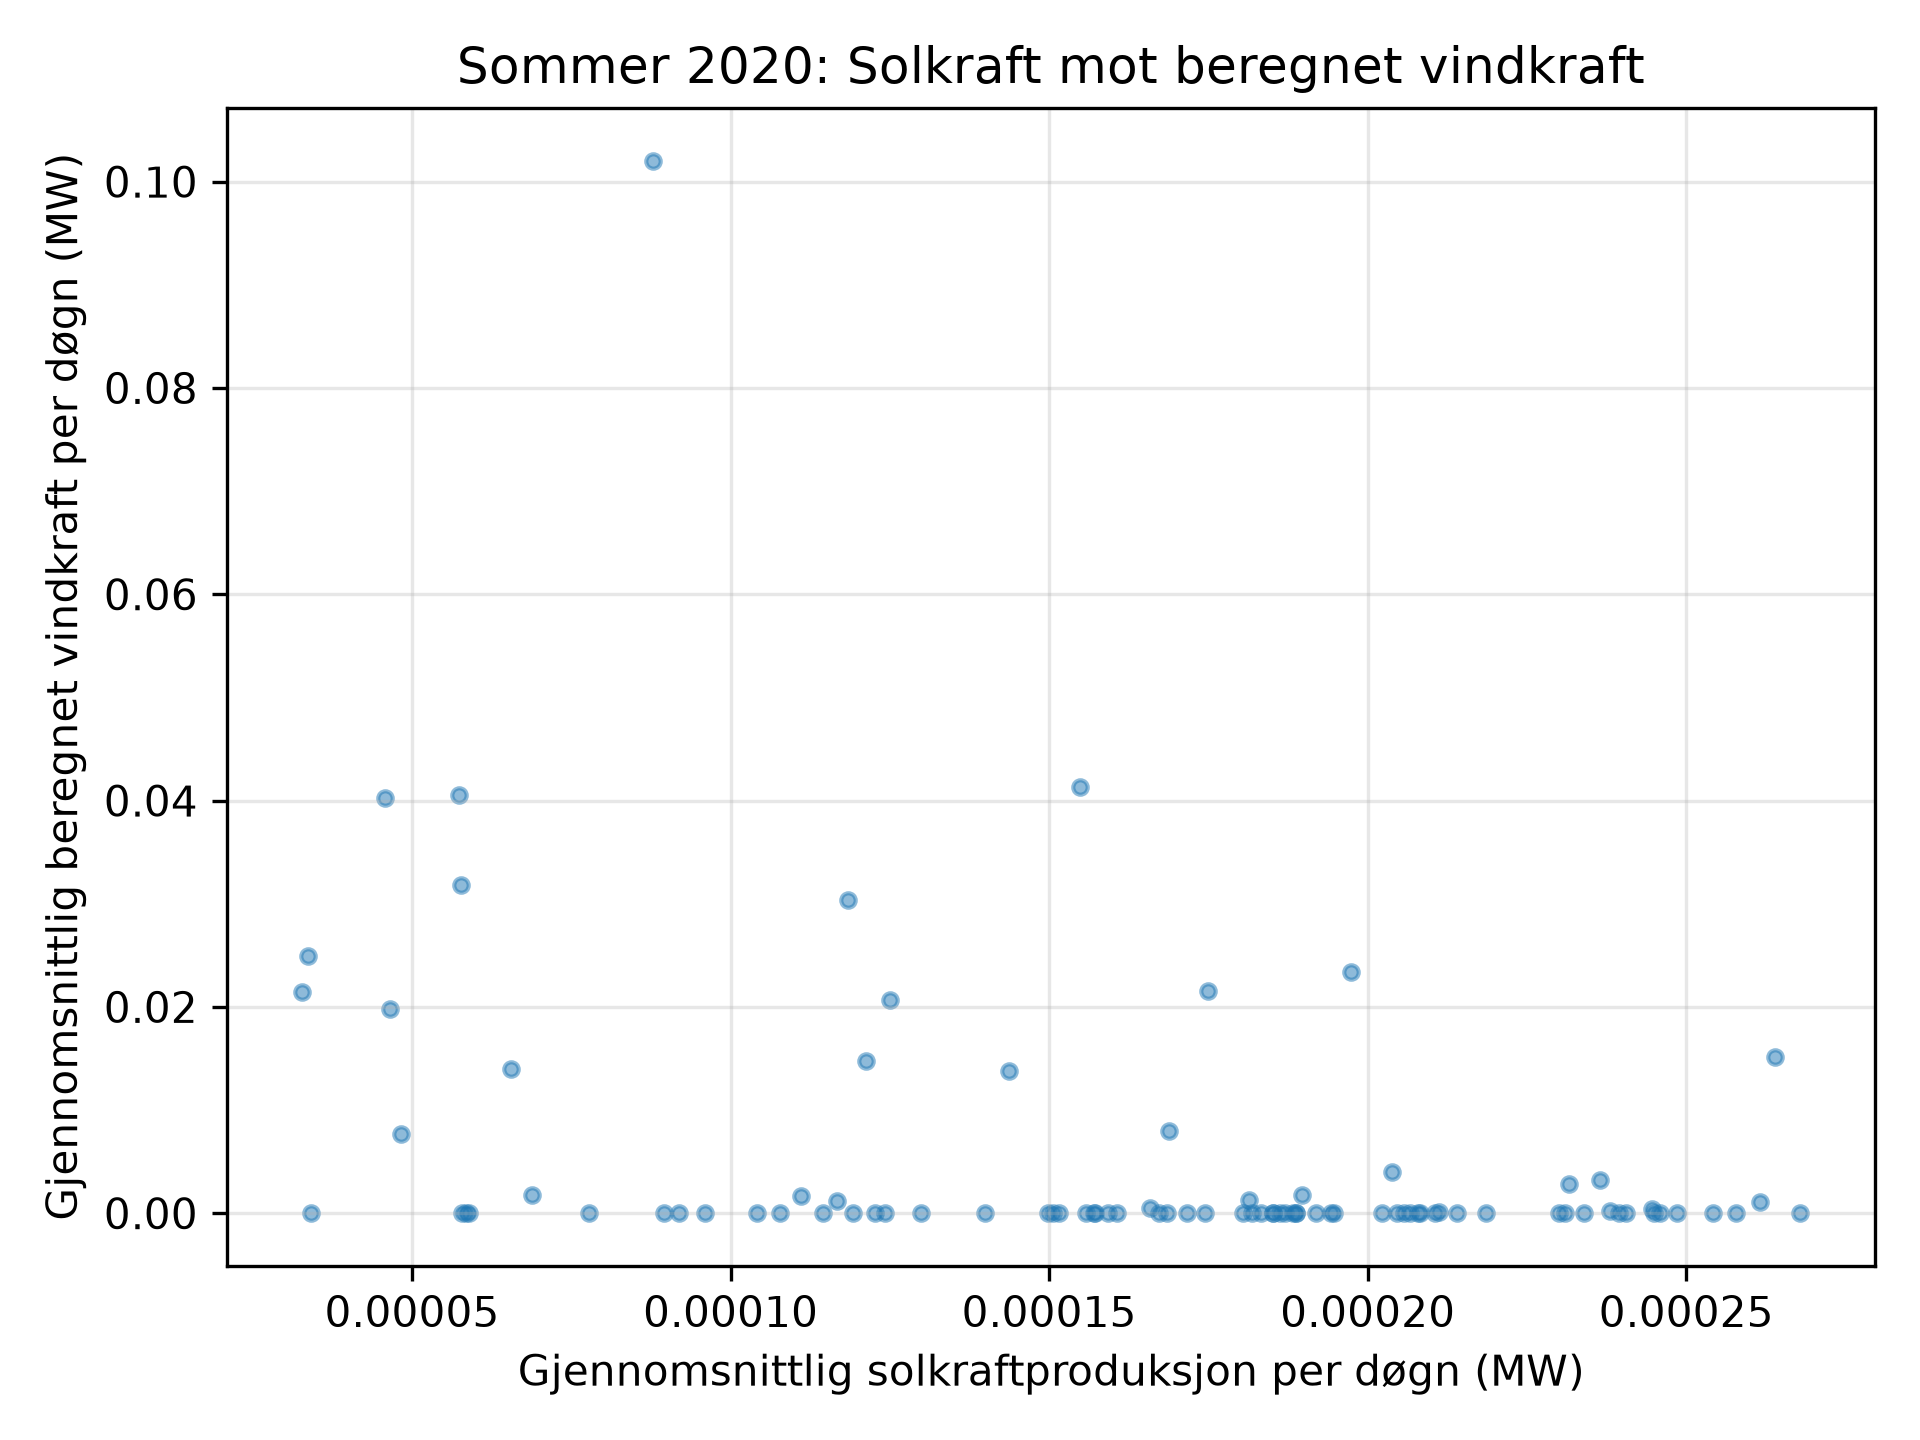 Sommer 2020: Solkraft mot beregnet vindkraft
Gjennomsnittlig beregnet vindkraft per døgn (MW)
0.10
0.08
0.06
0.04
0.02
0.00
0.00005 0.00010 0.00015 0.00020 0.00025
Gjennomsnittlig solkraftproduksjon per døgn (MW)